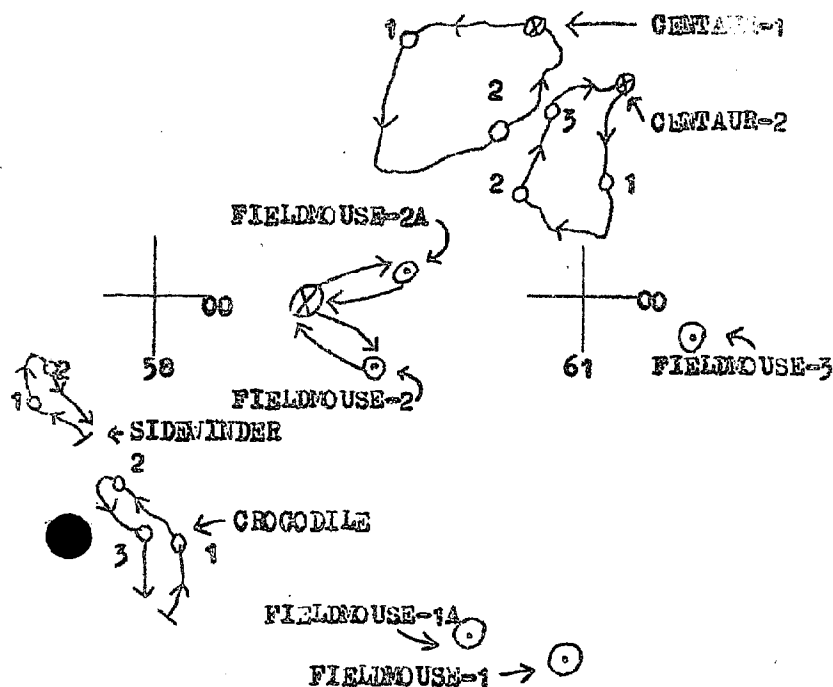 1
CENTAUR-1
2
3
CENTAUR-2
2
1
FIELDMOUSE-2A
00
00
58
61
FIELDMOUSE-3
2
1
FIELDMOUSE-2
SIDEWINDER
2
CROCODILE
3
1
FIELDMOUSE-1A
FIELDMOUSE-1